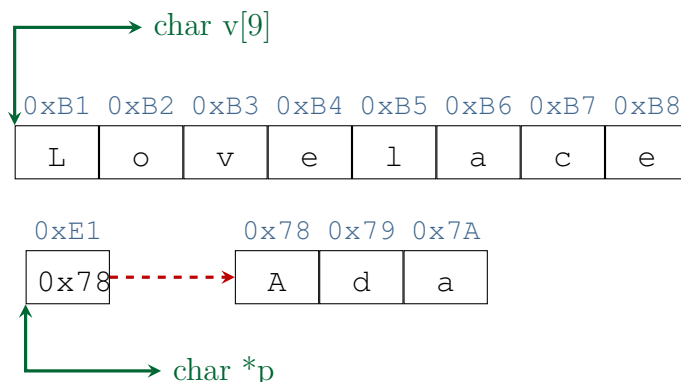 char v[9]
0xB1 0xB2 0xB3 0xB4 0xB5 0xB6 0xB7 0xB8
L o v e l a c e
0xE1 0x78 0x79 0x7A
0x78 A d a
char *p